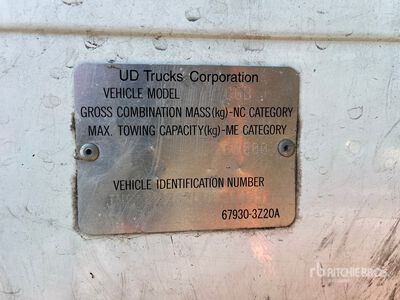 UD Trucks Corporation
VEHICLE MODEL
GROSS COMBINATION MASS(kg)-NC CATEGORY
MAX. TOWING CAPACITY(kg)-ME CATEGORY
VEHICLE IDENTIFICATION NUMBER
67930-3Z20A
RITCHIE BROS